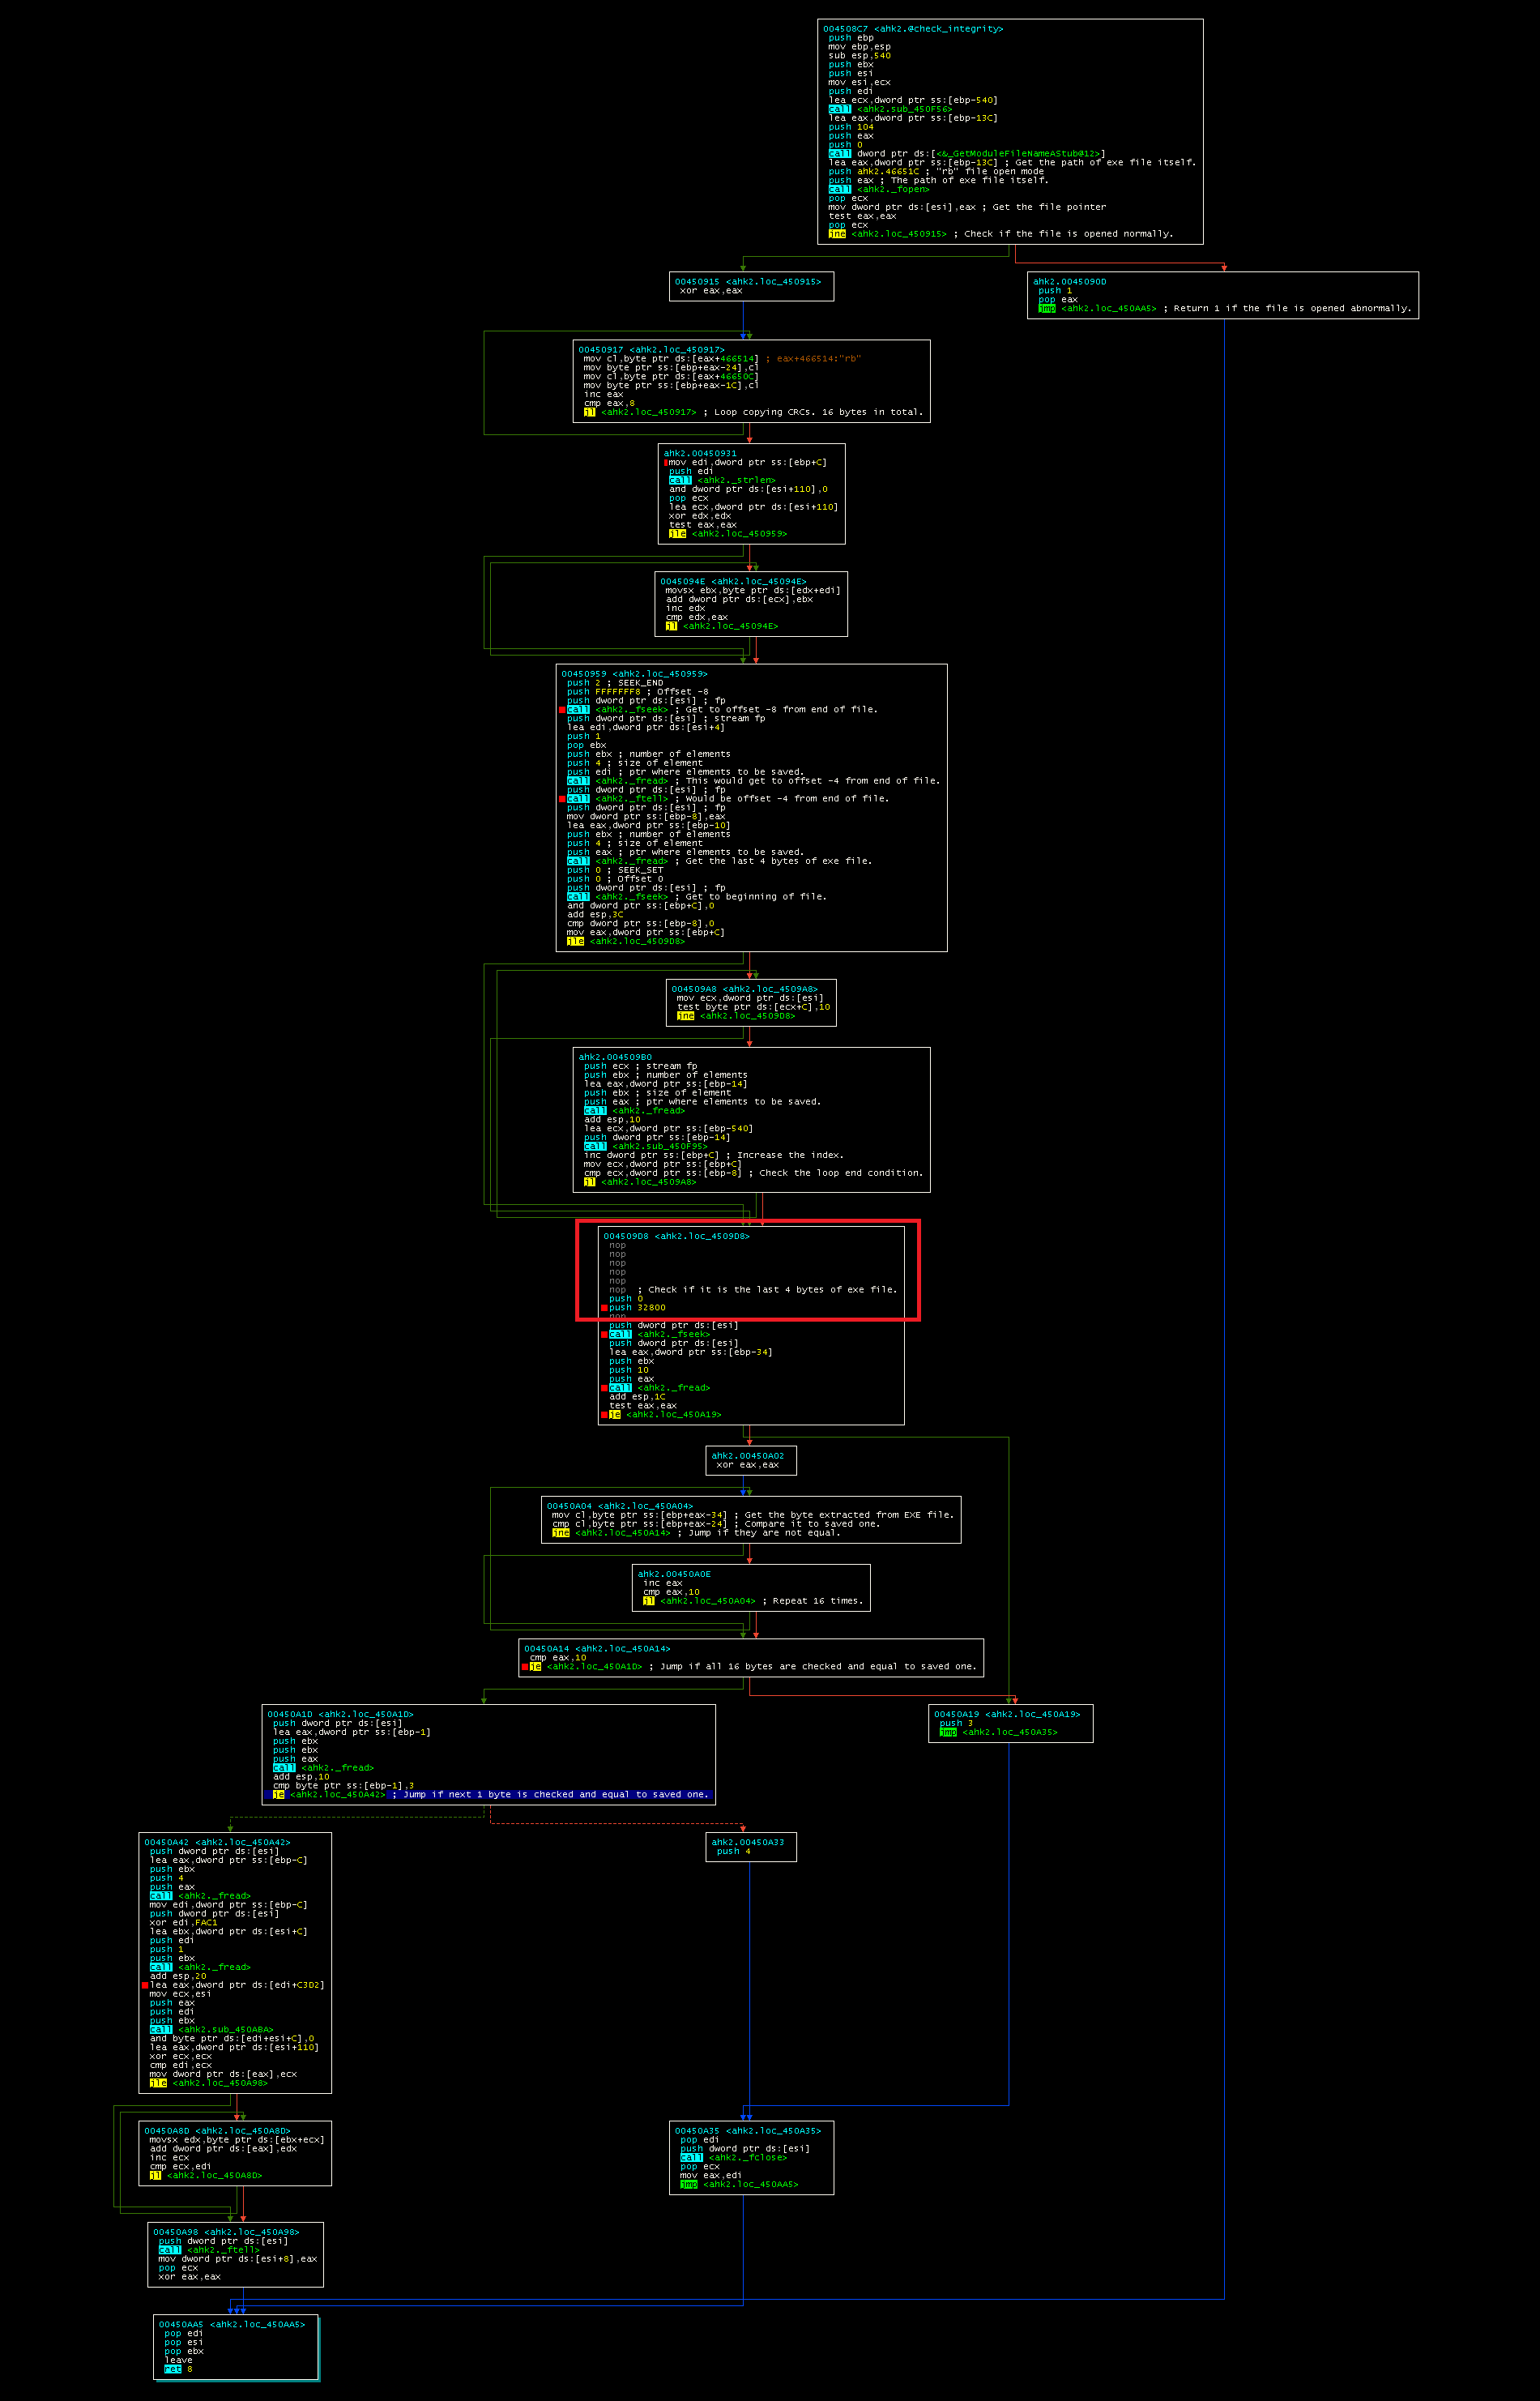 004508C7 <ahk2.@check_integrity>
push ebp
mov ebp,esp
sub esp,540
push ebx
push esi
mov esi,ecx
push edi
lea ecx,dword ptr ss:[ebp-540]
call <ahk2.sub_450F56>
lea eax,dword ptr ss:[ebp-13C]
push 104
push eax
push 0
call dword ptr ds:[<&_GetModuleFileNameAStub@12>]
lea eax,dword ptr ss:[ebp-13C] ; Get the path of exe file itself.
push ahk2.46651C ; "rb" file open mode
push eax ; The path of exe file itself.
call <ahk2._fopen>
pop ecx
mov dword ptr ds:[esi],eax ; Get the file pointer
test eax,eax
pop ecx
jne <ahk2.loc_450915> ; Check if the file is opened normally.
00450915 <ahk2.loc_450915>
xor eax,eax
ahk2.0045090D
push 1
pop eax
jmp <ahk2.loc_450AA5> ; Return 1 if the file is opened abnormally.
00450917 <ahk2.loc_450917>
mov cl,byte ptr ds:[eax+466514] ; eax+466514:"rb"
mov byte ptr ss:[ebp+eax-24],cl
mov cl,byte ptr ds:[eax+46650C]
mov byte ptr ss:[ebp+eax-1C],cl
inc eax
cmp eax,8
jl <ahk2.loc_450917> ; Loop copying CRCs. 16 bytes in total.
ahk2.00450931
mov edi,dword ptr ss:[ebp+C]
push edi
call <ahk2._strlen>
and dword ptr ds:[esi+110],0
pop ecx
lea ecx,dword ptr ds:[esi+110]
xor edx,edx
test eax,eax
jle <ahk2.loc_450959>
0045094E <ahk2.loc_45094E>
movsx ebx,byte ptr ds:[edx+edi]
add dword ptr ds:[ecx],ebx
inc edx
cmp edx,eax
jl <ahk2.loc_45094E>
00450959 <ahk2.loc_450959>
push 2 ; SEEK_END
push FFFFFFF8 ; Offset -8
push dword ptr ds:[esi] ; fp
call <ahk2._fseek> ; Get to offset -8 from end of file.
push dword ptr ds:[esi] ; stream fp
lea edi,dword ptr ds:[esi+4]
push 1
pop ebx
push ebx ; number of elements
push 4 ; size of element
push edi ; ptr where elements to be saved.
call <ahk2._fread> ; This would get to offset -4 from end of file.
push dword ptr ds:[esi] ; fp
call <ahk2._ftell> ; Would be offset -4 from end of file.
push dword ptr ds:[esi] ; fp
mov dword ptr ss:[ebp-8],eax
lea eax,dword ptr ss:[ebp-10]
push ebx ; number of elements
push 4 ; size of element
push eax ; ptr where elements to be saved.
call <ahk2._fread> ; Get the last 4 bytes of exe file.
push 0 ; SEEK_SET
push 0 ; Offset 0
push dword ptr ds:[esi] ; fp
call <ahk2._fseek> ; Get to beginning of file.
and dword ptr ss:[ebp+C],0
add esp,3C
cmp dword ptr ss:[ebp-8],0
mov eax,dword ptr ss:[ebp+C]
jle <ahk2.loc_4509D8>
004509A8 <ahk2.loc_4509A8>
mov ecx,dword ptr ds:[esi]
test byte ptr ds:[ecx+C],10
jne <ahk2.loc_4509D8>
ahk2.004509B0
push ecx ; stream fp
push ebx ; number of elements
lea eax,dword ptr ss:[ebp-14]
push ebx ; size of element
push eax ; ptr where elements to be saved.
call <ahk2._fread>
add esp,10
lea ecx,dword ptr ss:[ebp-540]
push dword ptr ss:[ebp-14]
call <ahk2.sub_450F95>
inc dword ptr ss:[ebp+C] ; Increase the index.
mov ecx,dword ptr ss:[ebp+C]
cmp ecx,dword ptr ss:[ebp-8] ; Check the loop end condition.
jl <ahk2.loc_4509A8>
004509D8 <ahk2.loc_4509D8>
nop
nop
nop
nop
nop
nop ; Check if it is the last 4 bytes of exe file.
push 0
push 32800
nop
push dword ptr ds:[esi]
call <ahk2._fseek>
push dword ptr ds:[esi]
lea eax,dword ptr ss:[ebp-34]
push ebx
push 10
push eax
call <ahk2._fread>
add esp,1C
test eax,eax
je <ahk2.loc_450A19>
ahk2.00450A02
xor eax,eax
00450A04 <ahk2.loc_450A04>
mov cl,byte ptr ss:[ebp+eax-34] ; Get the byte extracted from EXE file.
cmp cl,byte ptr ss:[ebp+eax-24] ; Compare it to saved one.
jne <ahk2.loc_450A14> ; Jump if they are not equal.
ahk2.00450A0E
inc eax
cmp eax,10
jl <ahk2.loc_450A04> ; Repeat 16 times.
00450A14 <ahk2.loc_450A14>
cmp eax,10
je <ahk2.loc_450A1D> ; Jump if all 16 bytes are checked and equal to saved one.
00450A1D <ahk2.loc_450A1D>
push dword ptr ds:[esi]
lea eax,dword ptr ss:[ebp-1]
push ebx
push ebx
push eax
call <ahk2._fread>
add esp,10
cmp byte ptr ss:[ebp-1],3
je <ahk2.loc_450A42> ; Jump if next 1 byte is checked and equal to saved one.
00450A19 <ahk2.loc_450A19>
push 3
jmp <ahk2.loc_450A35>
00450A42 <ahk2.loc_450A42>
push dword ptr ds:[esi]
lea eax,dword ptr ss:[ebp-C]
push ebx
push 4
push eax
call <ahk2._fread>
mov edi,dword ptr ss:[ebp-C]
push dword ptr ds:[esi]
xor edi,FAC1
lea ebx,dword ptr ds:[esi+C]
push edi
push 1
push ebx
call <ahk2._fread>
add esp,20
lea eax,dword ptr ds:[edi+C3D2]
mov ecx,esi
push eax
push edi
push ebx
call <ahk2.sub_450ABA>
and byte ptr ds:[edi+esi+C],0
lea eax,dword ptr ds:[esi+110]
xor ecx,ecx
cmp edi,ecx
mov dword ptr ds:[eax],ecx
jle <ahk2.loc_450A98>
ahk2.00450A33
push 4
00450A8D <ahk2.loc_450A8D>
movsx edx,byte ptr ds:[ebx+ecx]
add dword ptr ds:[eax],edx
inc ecx
cmp ecx,edi
jl <ahk2.loc_450A8D>
00450A35 <ahk2.loc_450A35>
pop edi
push dword ptr ds:[esi]
call <ahk2._fclose>
pop ecx
mov eax,edi
jmp <ahk2.loc_450AA5>
00450A98 <ahk2.loc_450A98>
push dword ptr ds:[esi]
call <ahk2._ftell>
mov dword ptr ds:[esi+8],eax
pop ecx
xor eax,eax
00450AA5 <ahk2.loc_450AA5>
pop edi
pop esi
pop ebx
leave
ret 8